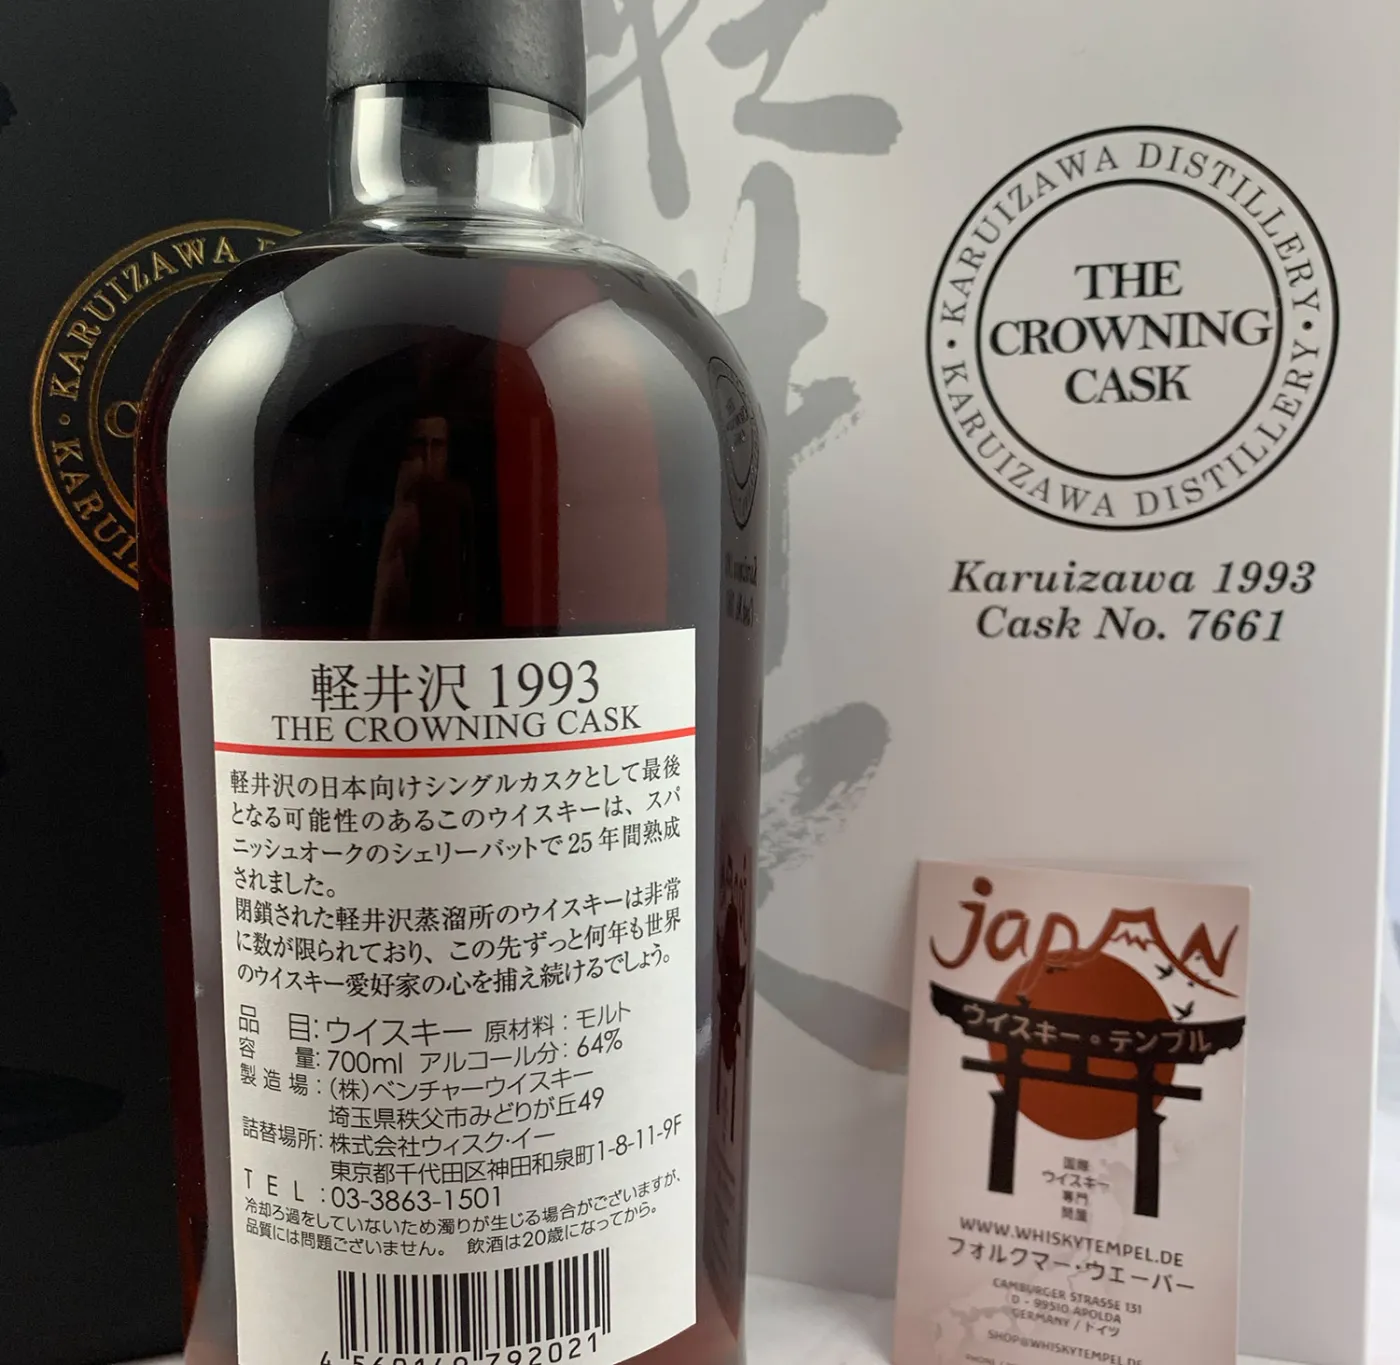 KARUIZAWA D
KARUI
軽井沢
KARUIZAWA DISTILLERY
KARUIZAWA DISTILLERY
THE
CROWNING
CASK
Karuizawa 1993
Cask No. 7661
軽井沢 1993
THE CROWNING CASK
軽井沢の日本向けシングルカスクとして最後
となる可能性のあるこのウイスキーは、スパ
ニッシュオークのシェリーバットで25年間熟成
されました。
閉鎖された軽井沢蒸溜所のウイスキーは非常
に数が限られており、この先ずっと何年も世界
のウイスキー愛好家の心を捕え続けるでしょう。
品 目:ウイスキー 原材料:モルト
容 量:700ml アルコール分:64%
製造場:(株)ベンチャーウイスキー
埼玉県秩父市みどりが丘49
詰替場所:株式会社ウィスク・イー
東京都千代田区神田和泉町1-8-11-9F
TEL:03-3863-1501
冷却ろ過をしていないため濁りが生じる場合がございますが、
品質には問題ございません。 飲酒は20歳になってから。
4 560140 792021
japan
ウイスキー・テンプル
国際
ウイスキー
専門
WWW.WHISKYTEMPEL.DE
フォルクマー・ウエーバー
CAMBURGER STRASSE 131
D - 99510 APOLDA
GERMANY / ドイツ
SHOP@WHISKYTEMPEL.DE